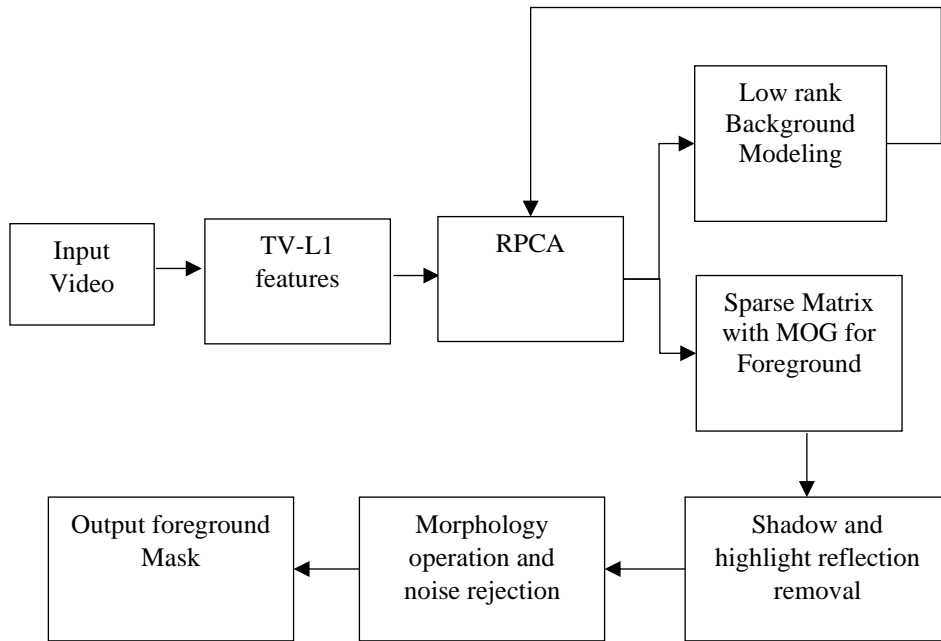 Input
Video
TV-L1
features
RPCA
Low rank
Background
Modeling
Sparse Matrix
with MOG for
Foreground
Shadow and
highlight reflection
removal
Morphology
operation and
noise rejection
Output foreground
Mask